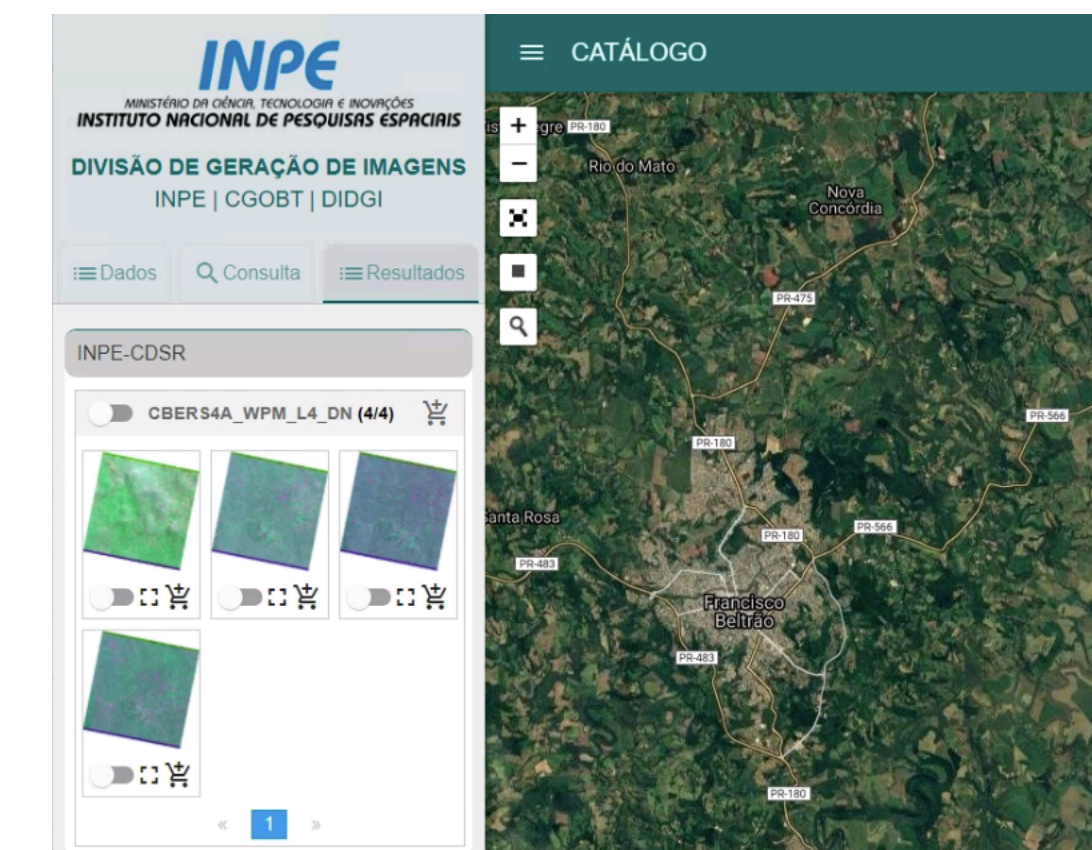 INPE
MINISTÉRIO DA CIÊNCIA, TECNOLOGIA E INOVAÇÕES
INSTITUTO NACIONAL DE PESQUISAS ESPACIAIS
DIVISÃO DE GERAÇÃO DE IMAGENS
INPE | CGOBT | DIDGI
Dados
Consulta
Resultados
INPE-CDSR
CBERS4A_WPM_L4_DN (4/4)
« 1 »
CATÁLOGO
+
−
PR-180
Rio do Mato
Nova
Concórdia
PR-475
PR-566
PR-180
Santa Rosa
PR-180
PR-566
PR-483
Francisco
Beltrão
PR-483
PR-180